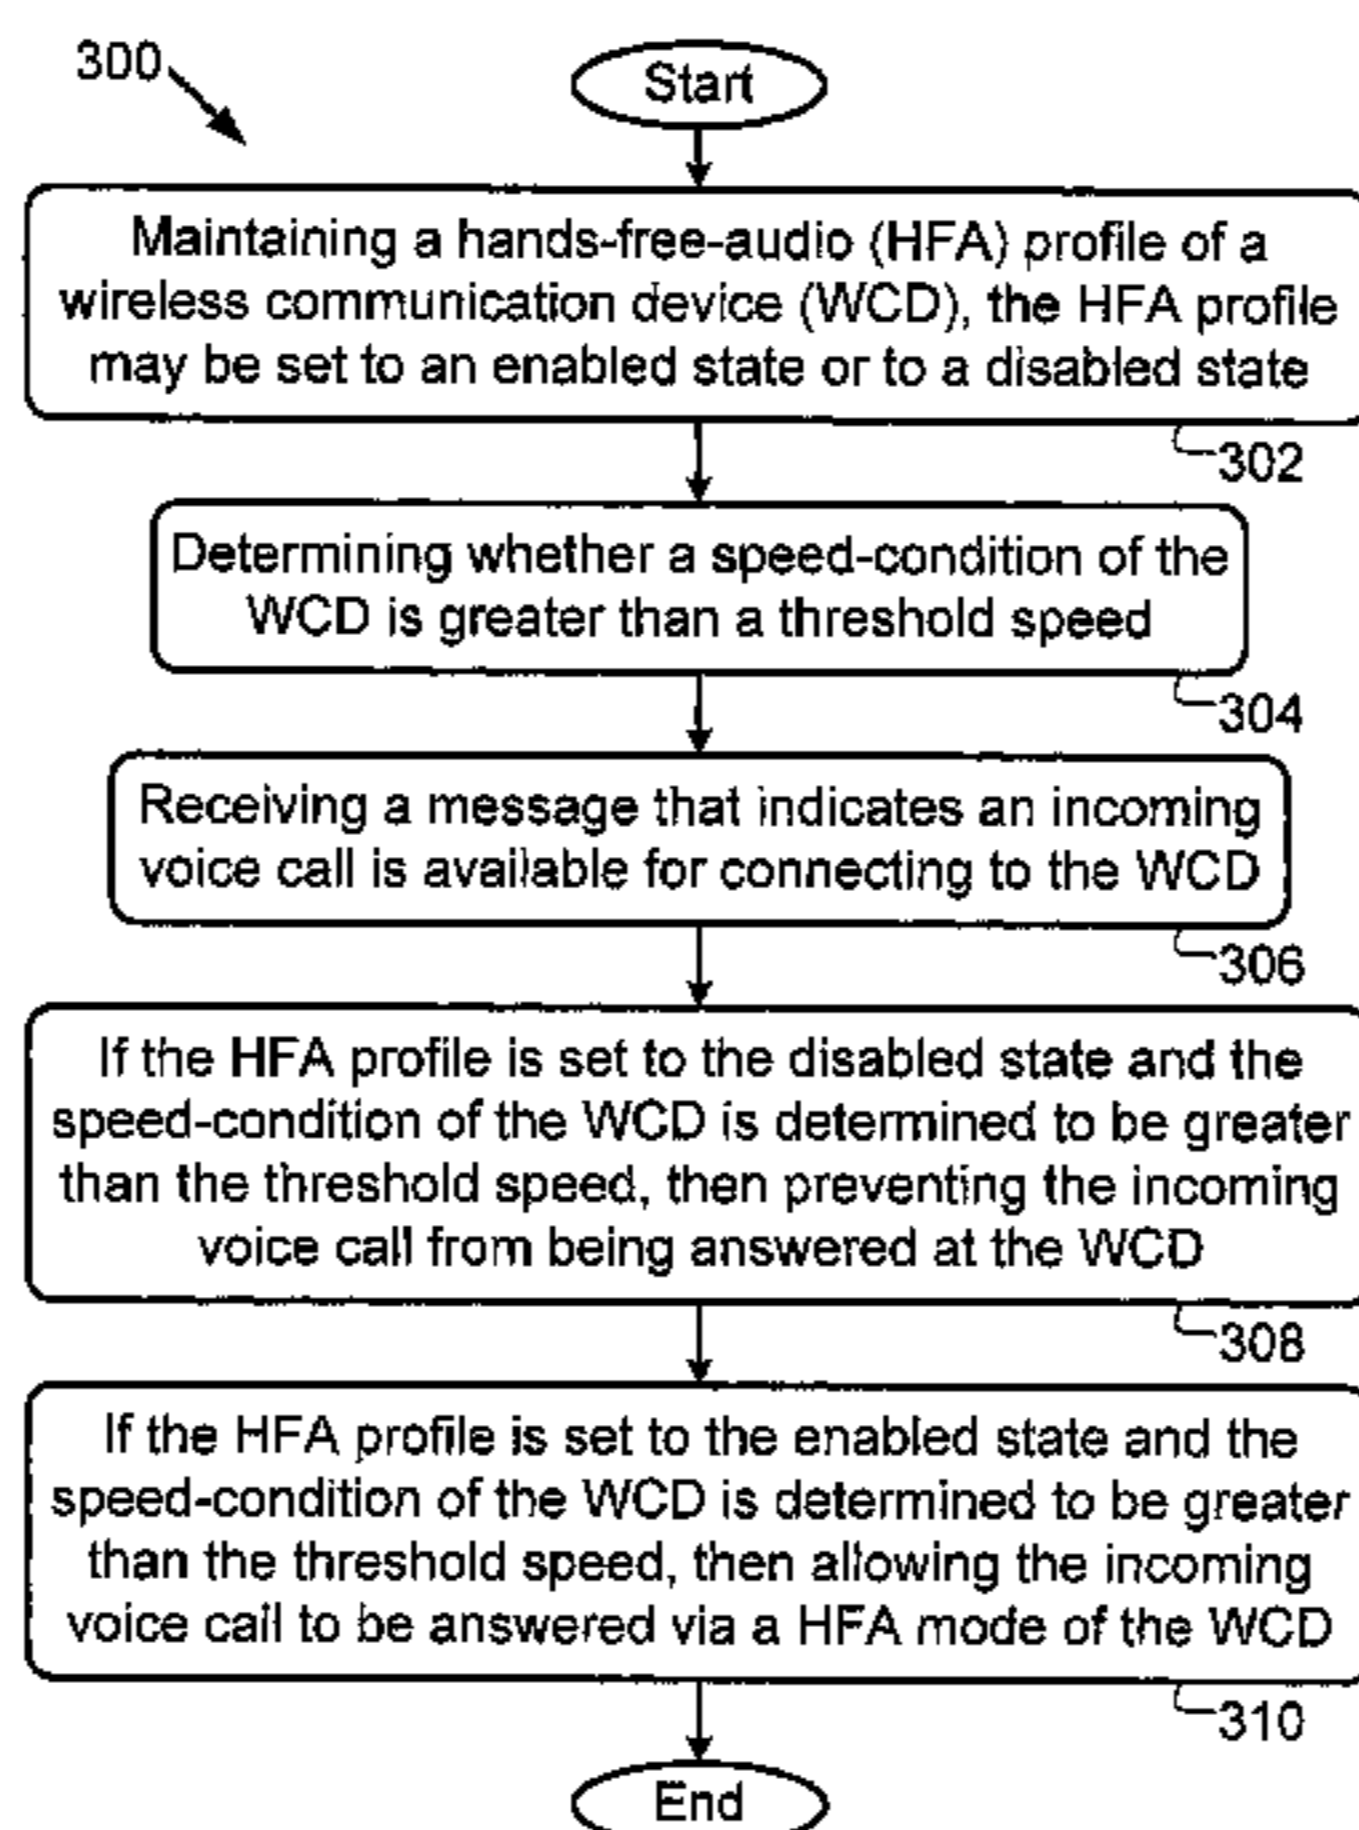 300
Start
Maintaining a hands-free-audio (HFA) profile of a
wireless communication device (WCD), the HFA profile
may be set to an enabled state or to a disabled state
302
Determining whether a speed-condition of the
WCD is greater than a threshold speed
304
Receiving a message that indicates an incoming
voice call is available for connecting to the WCD
306
If the HFA profile is set to the disabled state and the
speed-condition of the WCD is determined to be greater
than the threshold speed, then preventing the incoming
voice call from being answered at the WCD
308
If the HFA profile is set to the enabled state and the
speed-condition of the WCD is determined to be greater
than the threshold speed, then allowing the incoming
voice call to be answered via a HFA mode of the WCD
310
End